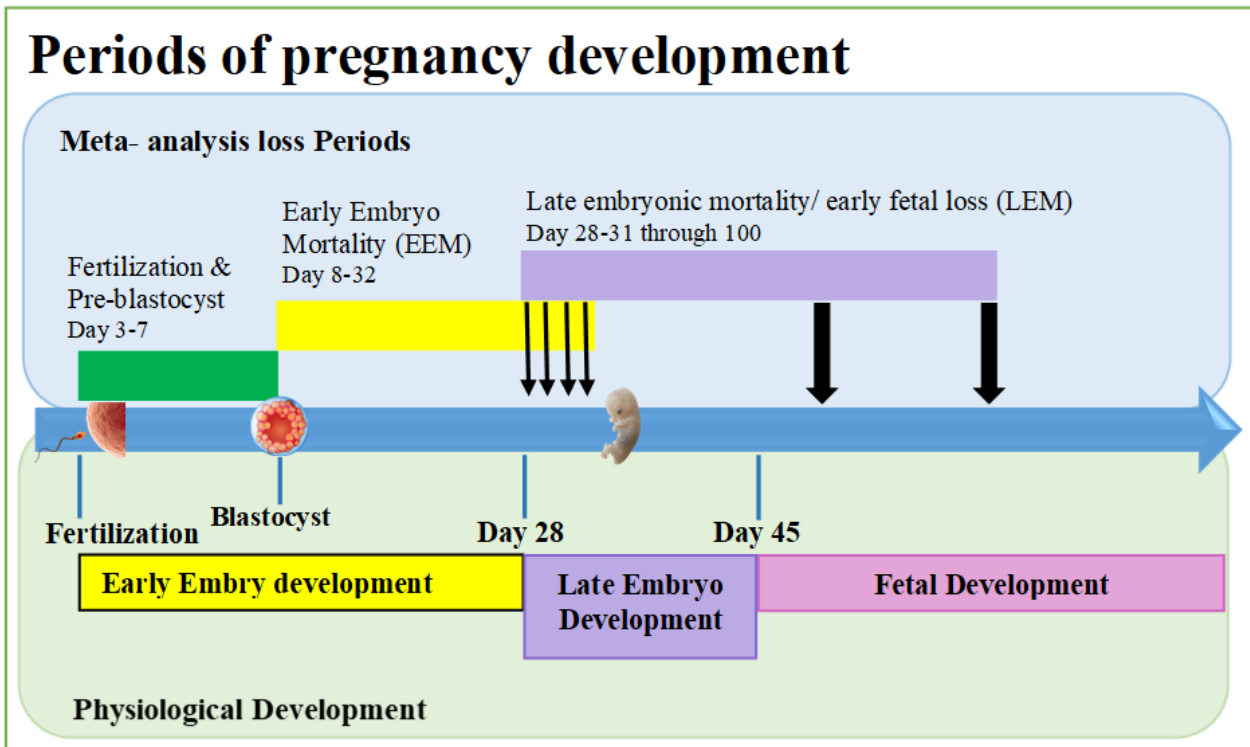 Periods of pregnancy development
Meta- analysis loss Periods
Fertilization &
Pre-blastocyst
Day 3-7
Early Embryo
Mortality (EEM)
Day 8-32
Late embryonic mortality/ early fetal loss (LEM)
Day 28-31 through 100
Fertilization
Blastocyst
Day 28
Day 45
Early Embry development
Late Embryo
Development
Fetal Development
Physiological Development